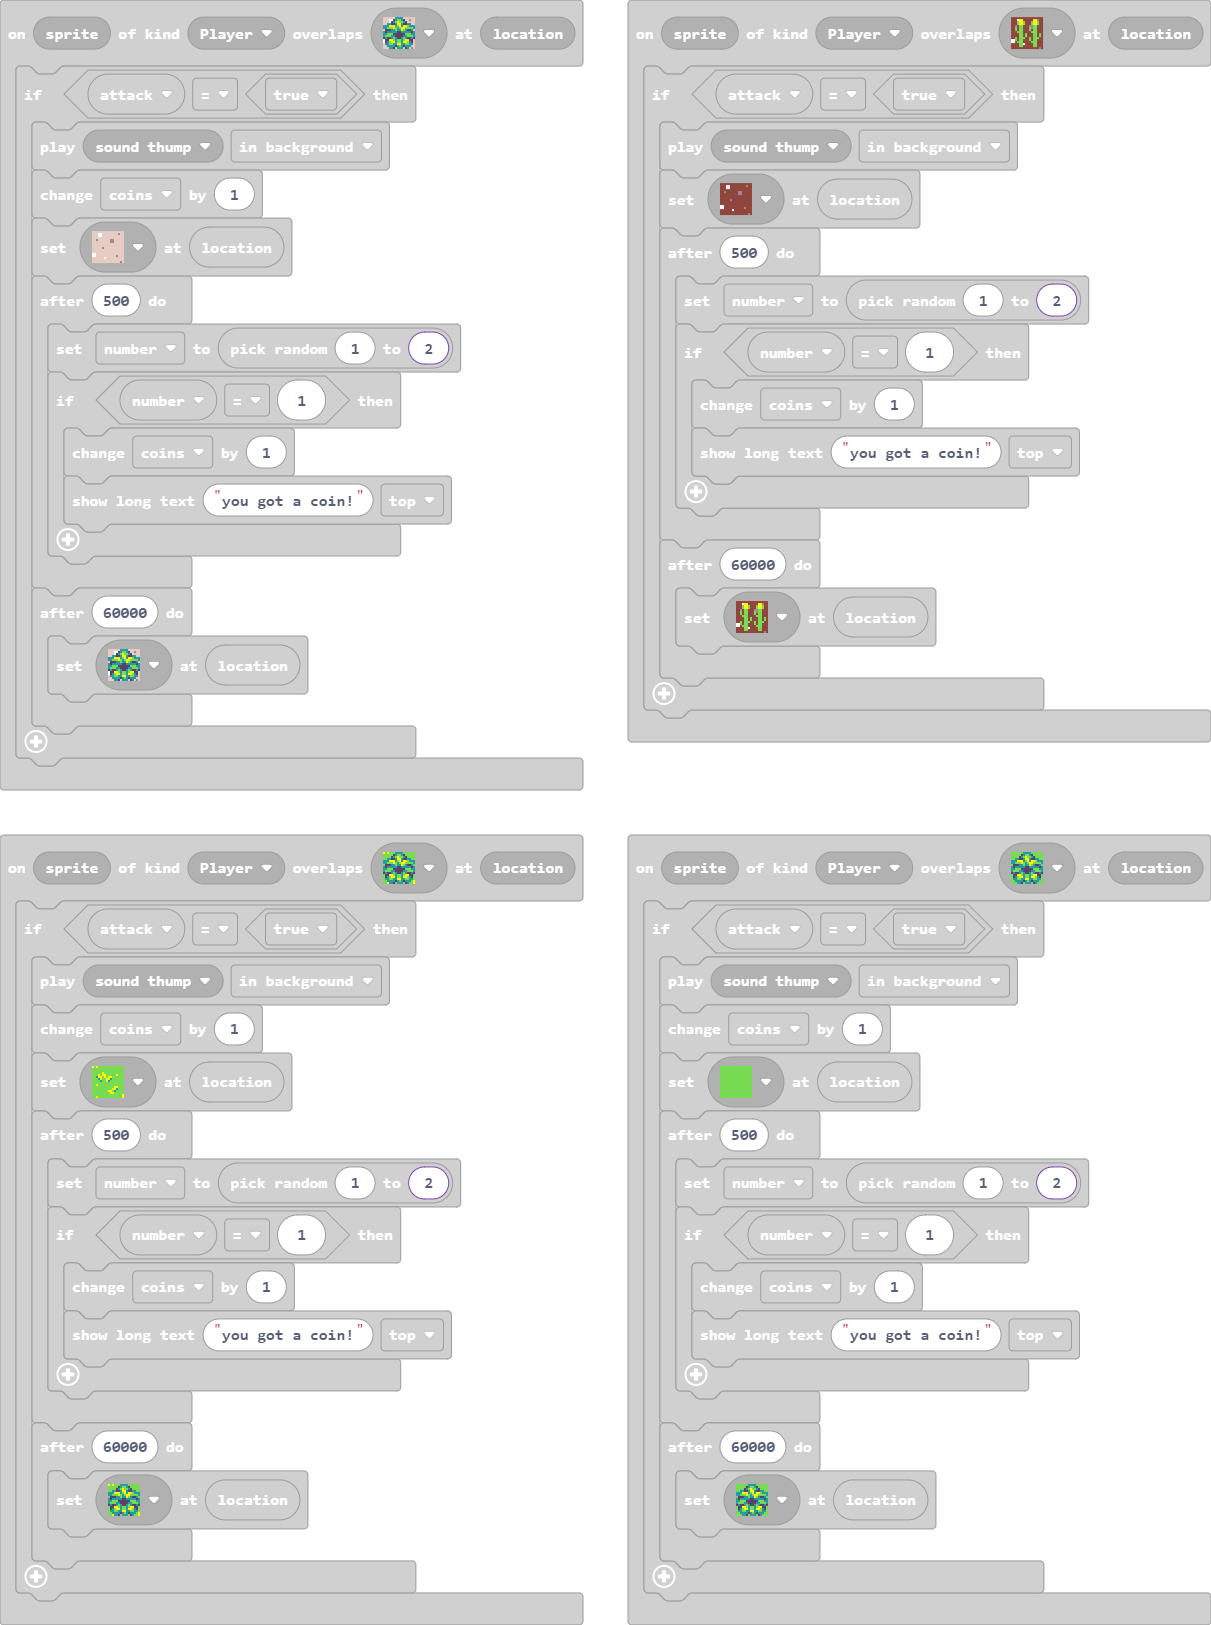 on sprite of kind Player overlaps at location
if attack = true then
play sound thump in background
change coins by 1
set at location
after 500 do
set number to pick random 1 to 2
if number = 1 then
change coins by 1
show long text "you got a coin!" top
after 60000 do
set at location
on sprite of kind Player overlaps at location
if attack = true then
play sound thump in background
set at location
after 500 do
set number to pick random 1 to 2
if number = 1 then
change coins by 1
show long text "you got a coin!" top
after 60000 do
set at location
on sprite of kind Player overlaps at location
if attack = true then
play sound thump in background
change coins by 1
set at location
after 500 do
set number to pick random 1 to 2
if number = 1 then
change coins by 1
show long text "you got a coin!" top
after 60000 do
set at location
on sprite of kind Player overlaps at location
if attack = true then
play sound thump in background
change coins by 1
set at location
after 500 do
set number to pick random 1 to 2
if number = 1 then
change coins by 1
show long text "you got a coin!" top
after 60000 do
set at location